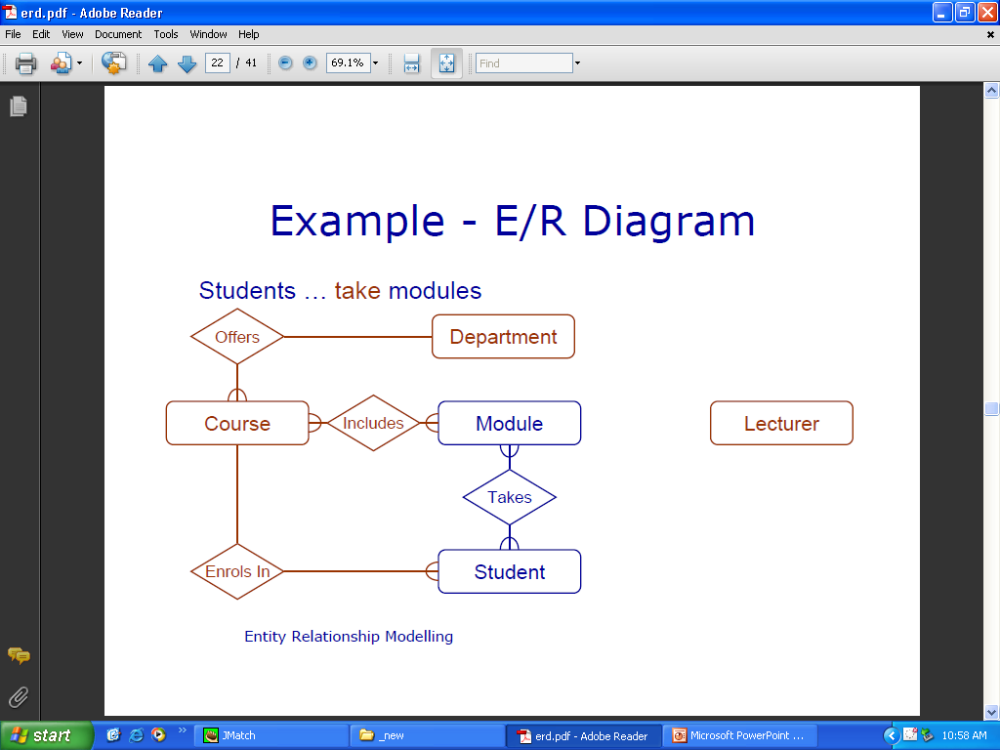 erd.pdf - Adobe Reader
File Edit View Document Tools Window Help
22 / 41 69.1% Find
Example - E/R Diagram
Students … take modules
Offers Department
Course Includes Module Lecturer
Takes
Enrols In Student
Entity Relationship Modelling
start JMatch _new erd.pdf - Adobe Reader Microsoft PowerPoint ... 10:58 AM